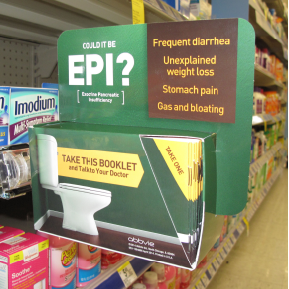 COULD IT BE
EPI?
[ Exocrine Pancreatic
Insufficiency ]
Frequent diarrhea
Unexplained
weight loss
Stomach pain
Gas and bloating
Imodium
TAKE THIS BOOKLET
and Talk to Your Doctor
TAKE ONE
abbvie
Soothe